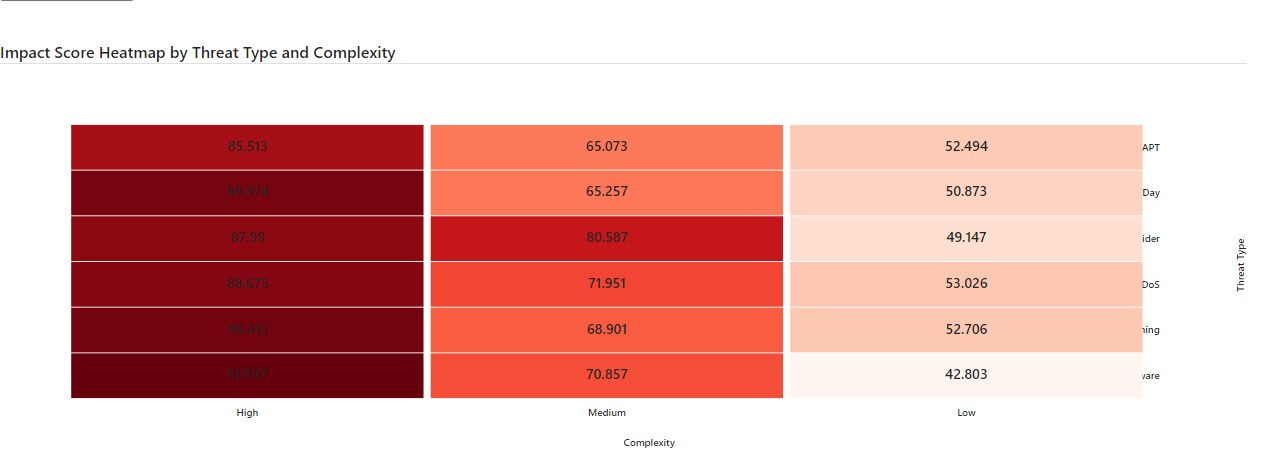 Impact Score Heatmap by Threat Type and Complexity
85.513 65.073 52.494 APT
89.974 65.257 50.873 Day
87.99 80.587 49.147 ider
88.675 71.951 53.026 DoS
68.901 52.706 ning
70.857 42.803 ware
High Medium Low
Complexity
Threat Type